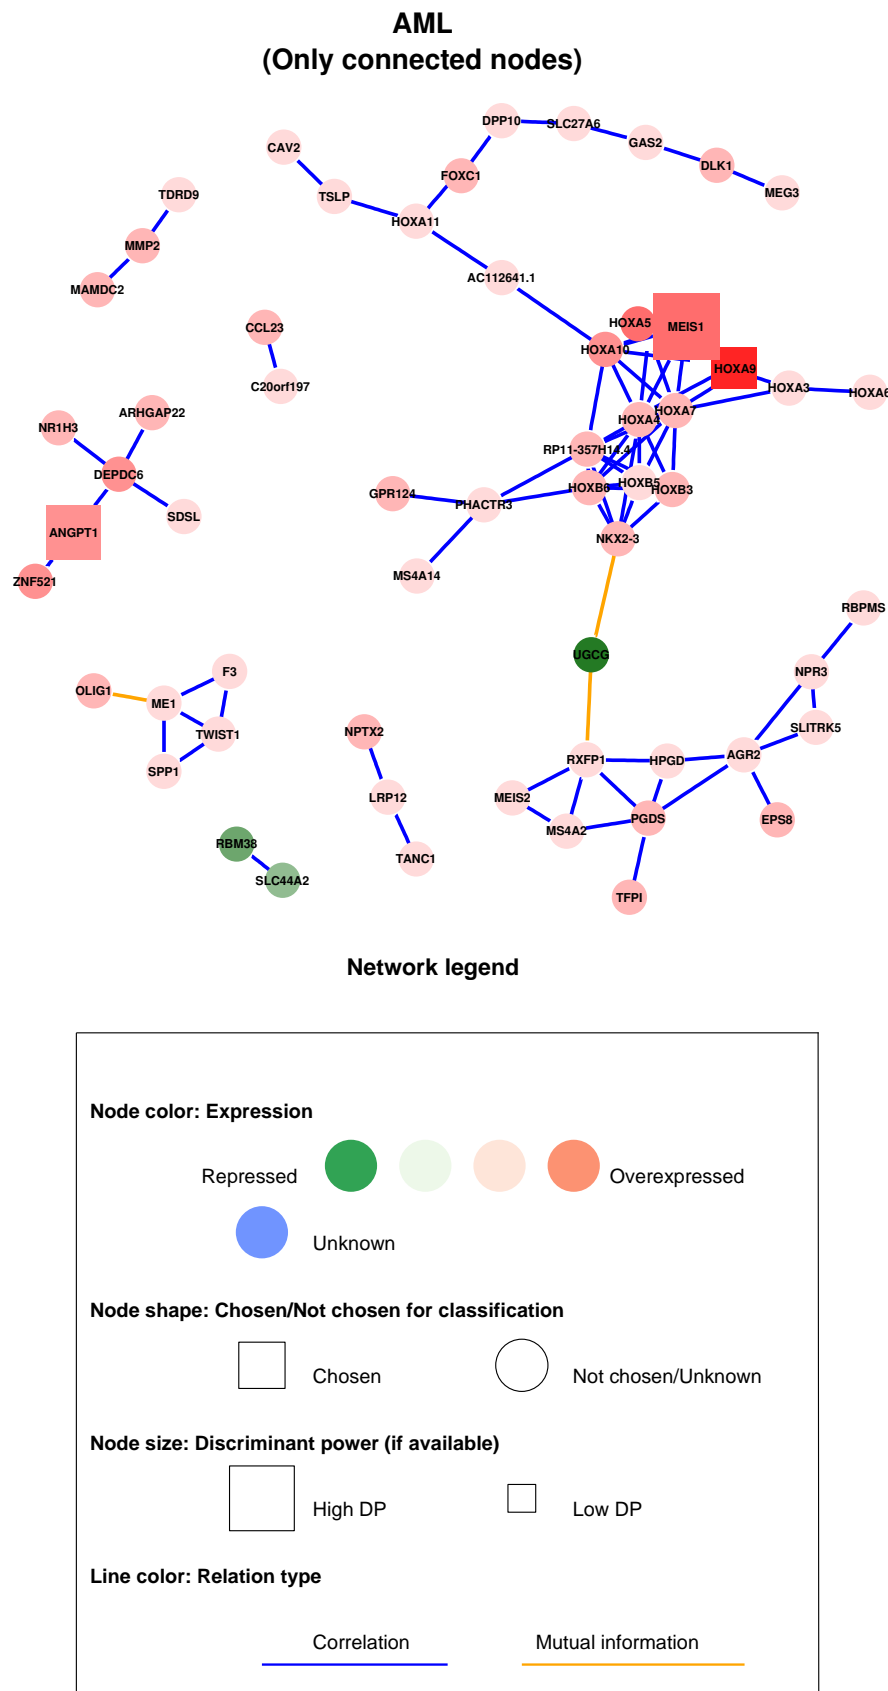 AML
(Only connected nodes)
DPP10
SLC27A6
CAV2
GAS2
DLK1
FOXC1
TDRD9
TSLP
MEG3
HOXA11
MMP2
AC112641.1
MAMDC2
CCL23
HOXA5
MEIS1
HOXA10
HOXA9
C20orf197
HOXA3
HOXA6
ARHGAP22
HOXA7
NR1H3
HOXA4
RP11-357H14.4
DEPDC6
HOXB5
GPR124
HOXB6
HOXB3
PHACTR3
SDSL
ANGPT1
NKX2-3
MS4A14
ZNF521
RBPMS
UGCG
F3
NPR3
OLIG1
ME1
SLITRK5
TWIST1
NPTX2
AGR2
RXFP1
HPGD
SPP1
LRP12
MEIS2
PGDS
EPS8
MS4A2
RBM38
TANC1
SLC44A2
TFPI
Network legend
Node color: Expression
Repressed
Overexpressed
Unknown
Node shape: Chosen/Not chosen for classification
Chosen
Not chosen/Unknown
Node size: Discriminant power (if available)
High DP
Low DP
Line color: Relation type
Correlation
Mutual information